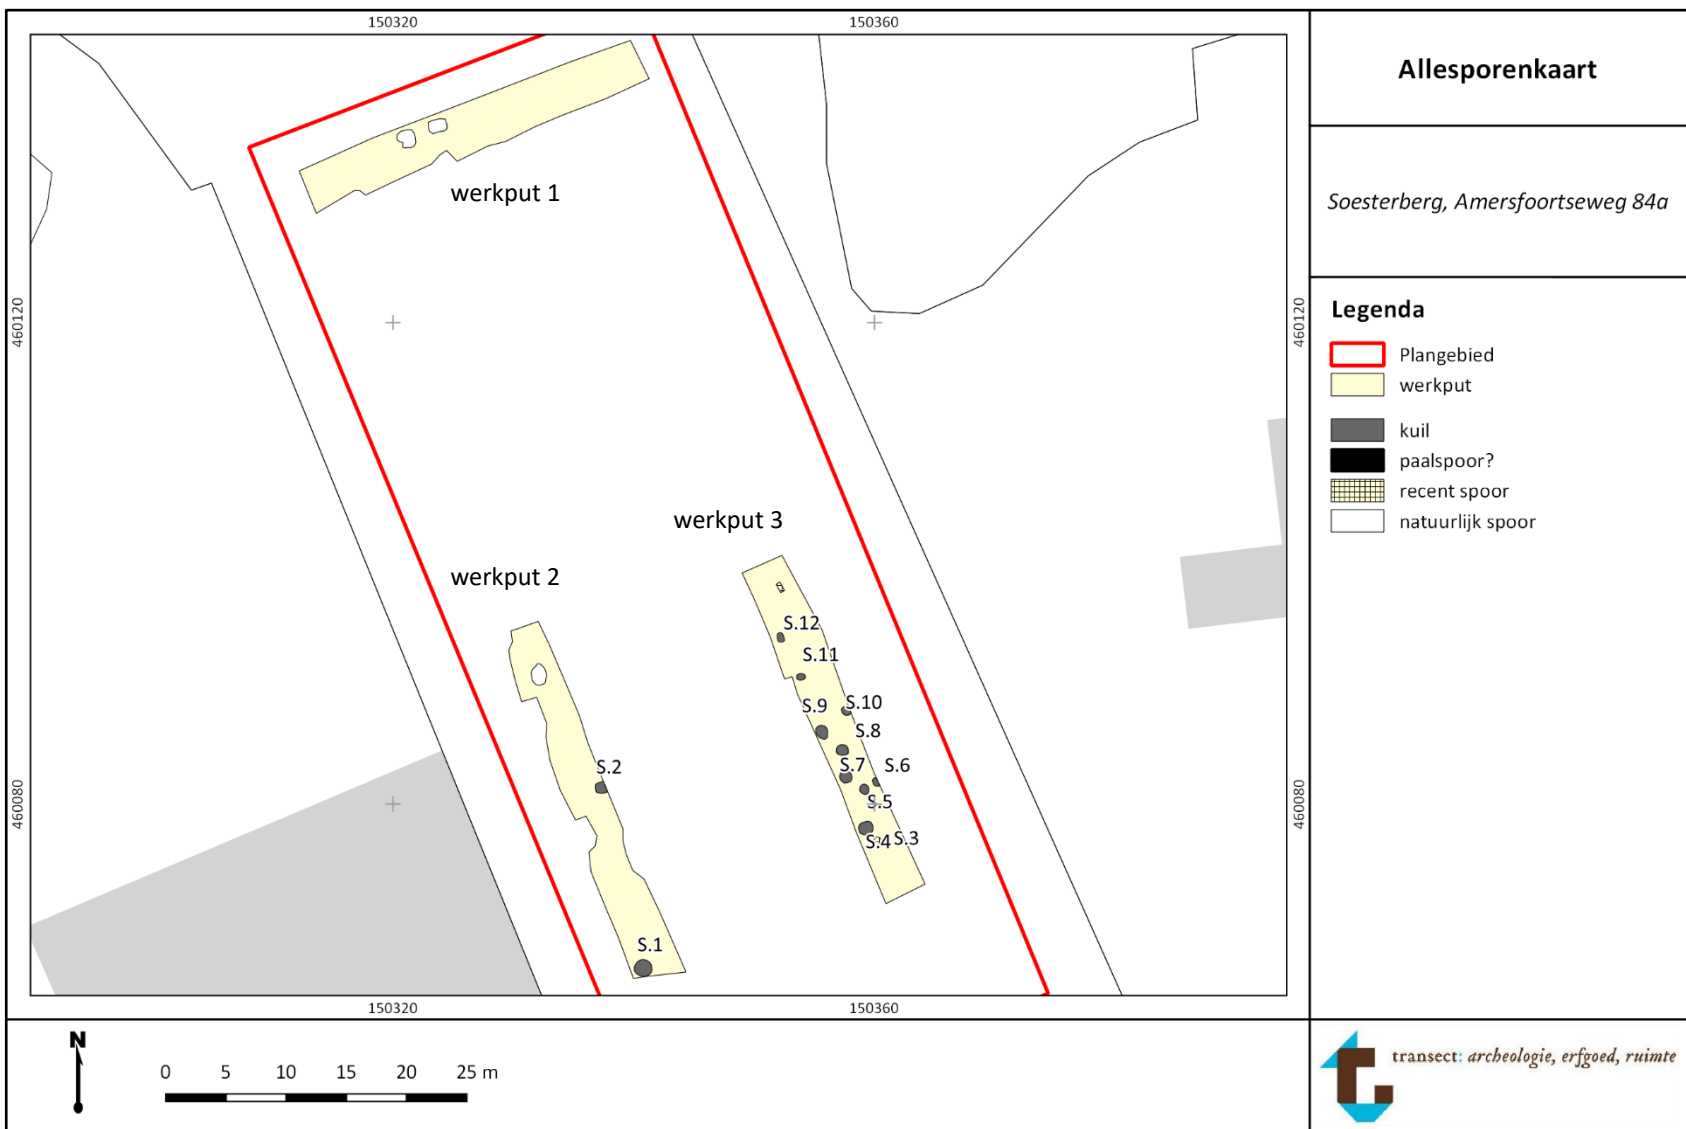 150320
150360
Allesporenkaart
Soesterberg, Amersfoortseweg 84a
werkput 1
460120
460120
Legenda
Plangebied
werkput
kuil
paalspoor?
recent spoor
natuurlijk spoor
werkput 3
werkput 2
S.12
S.11
S.10
S.9
S.8
S.7
S.6
S.5
S.4
S.3
S.2
S.1
460080
460080
150320
150360
N
0 5 10 15 20 25 m
transect: archeologie, erfgoed, ruimte